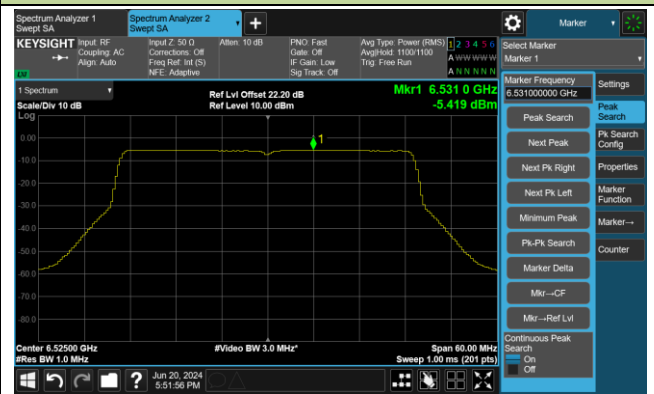 Spectrum Analyzer 1
Swept SA
Spectrum Analyzer 2
Swept SA
+
Marker
KEYSIGHT
Input: RF
Coupling: AC
Align: Auto
Input Z: 50 Ω
Corrections: Off
Freq Ref: Int (S)
NFE: Adaptive
Atten: 10 dB
PNO: Fast
Gate: Off
IF Gain: Low
Sig Track: Off
Avg Type: Power (RMS)
Avg|Hold: 1100/1100
Trig: Free Run
1 2 3 4 5 6
A W W W W W
A N N N N N
LXI
Select Marker
Marker 1
1 Spectrum
Scale/Div 10 dB
Log
Ref Lvl Offset 22.20 dB
Ref Level 10.00 dBm
Mkr1 6.531 0 GHz
-5.419 dBm
0.00
-10.0
-20.0
-30.0
-40.0
-50.0
-60.0
-70.0
-80.0
1
Center 6.52500 GHz
#Res BW 1.0 MHz
#Video BW 3.0 MHz*
Span 60.00 MHz
Sweep 1.00 ms (201 pts)
Marker Frequency
6.531000000 GHz
Peak Search
Next Peak
Next Pk Right
Next Pk Left
Minimum Peak
Pk-Pk Search
Marker Delta
Mkr→CF
Mkr→Ref Lvl
Continuous Peak
Search
On
Off
Settings
Peak
Search
Pk Search
Config
Properties
Marker
Function
Marker→
Counter
?
Jun 20, 2024
5:51:56 PM